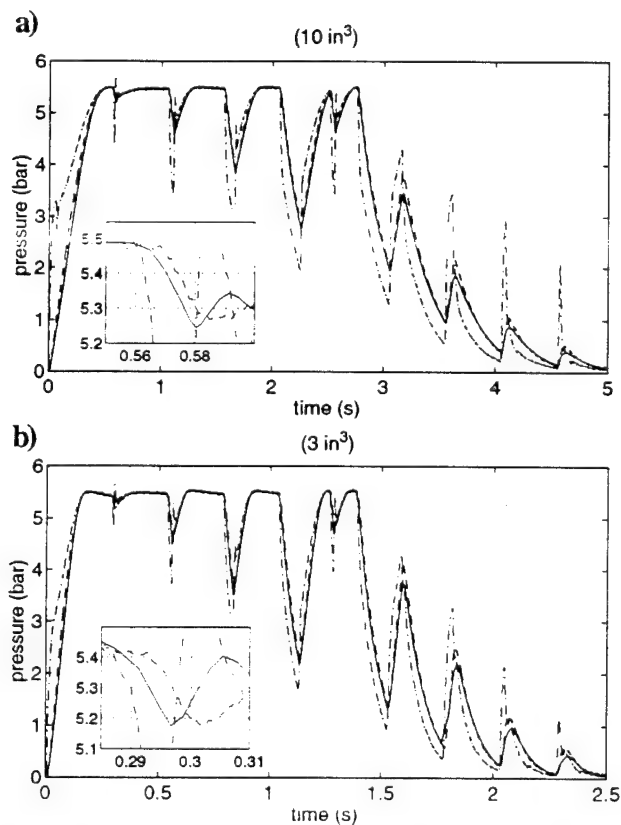 a)
(10 in³)
6
5
4
3
2
1
0
pressure (bar)
5.5
5.4
5.3
5.2
0.56 0.58
0 1 2 3 4 5
time (s)
b)
(3 in³)
6
5
4
3
2
1
0
pressure (bar)
5.4
5.3
5.2
5.1
0.29 0.3 0.31
0 0.5 1 1.5 2 2.5
time (s)